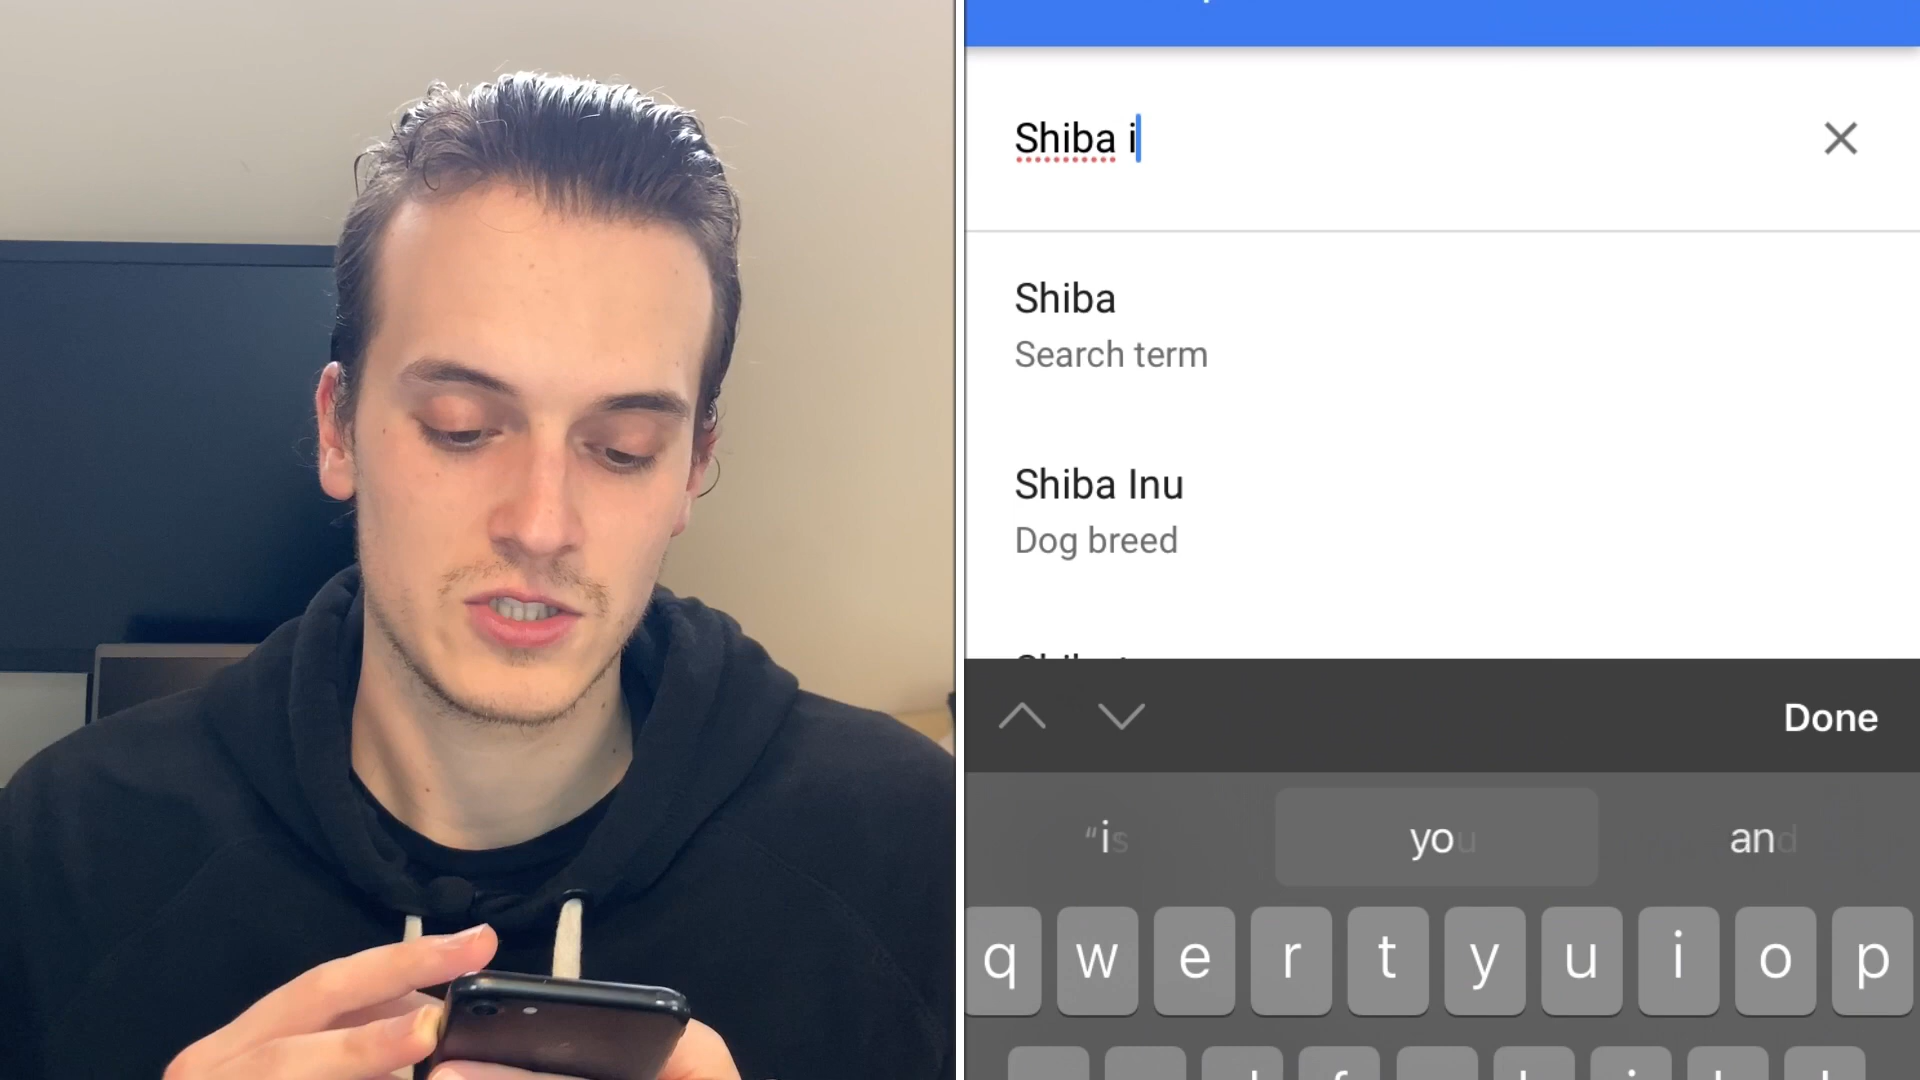 Shiba i
Shiba
Search term
Shiba Inu
Dog breed
Done
"is you and
q w e r t y u i o p